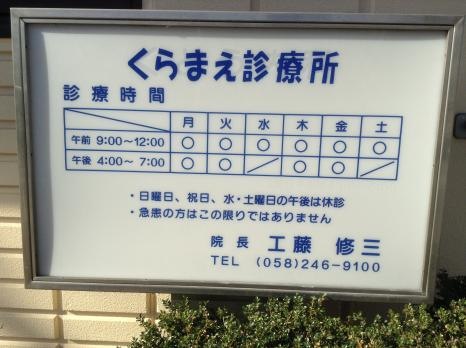 くらまえ診療所
診療時間
月 火 水 木 金 土
午前 9:00～12:00 ○ ○ ○ ○ ○ ○
午後 4:00～ 7:00 ○ ○ ／ ○ ○ ／
・日曜日、祝日、水・土曜日の午後は休診
・急患の方はこの限りではありません
院長 工藤 修三
TEL (058)246-9100